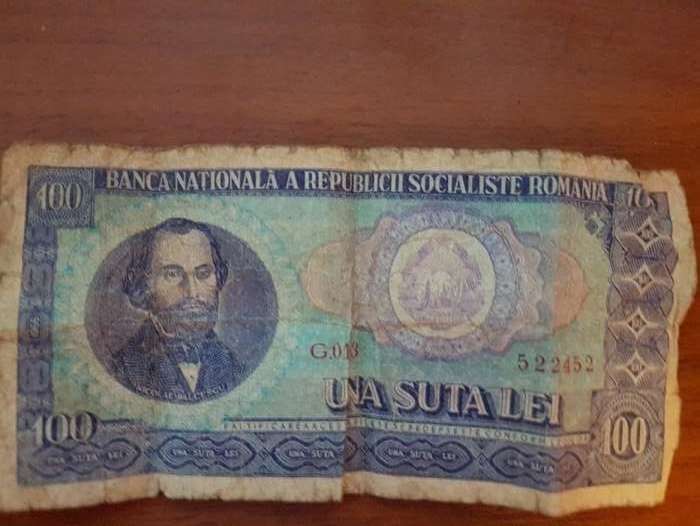 100 BANCA NAȚIONALĂ A REPUBLICII SOCIALISTE ROMÂNIA
G.013 522452
UNA SUTA LEI
100 100
UNA SUTA LEI UNA SUTA LEI UNA SUTA LEI UNA SUTA LEI